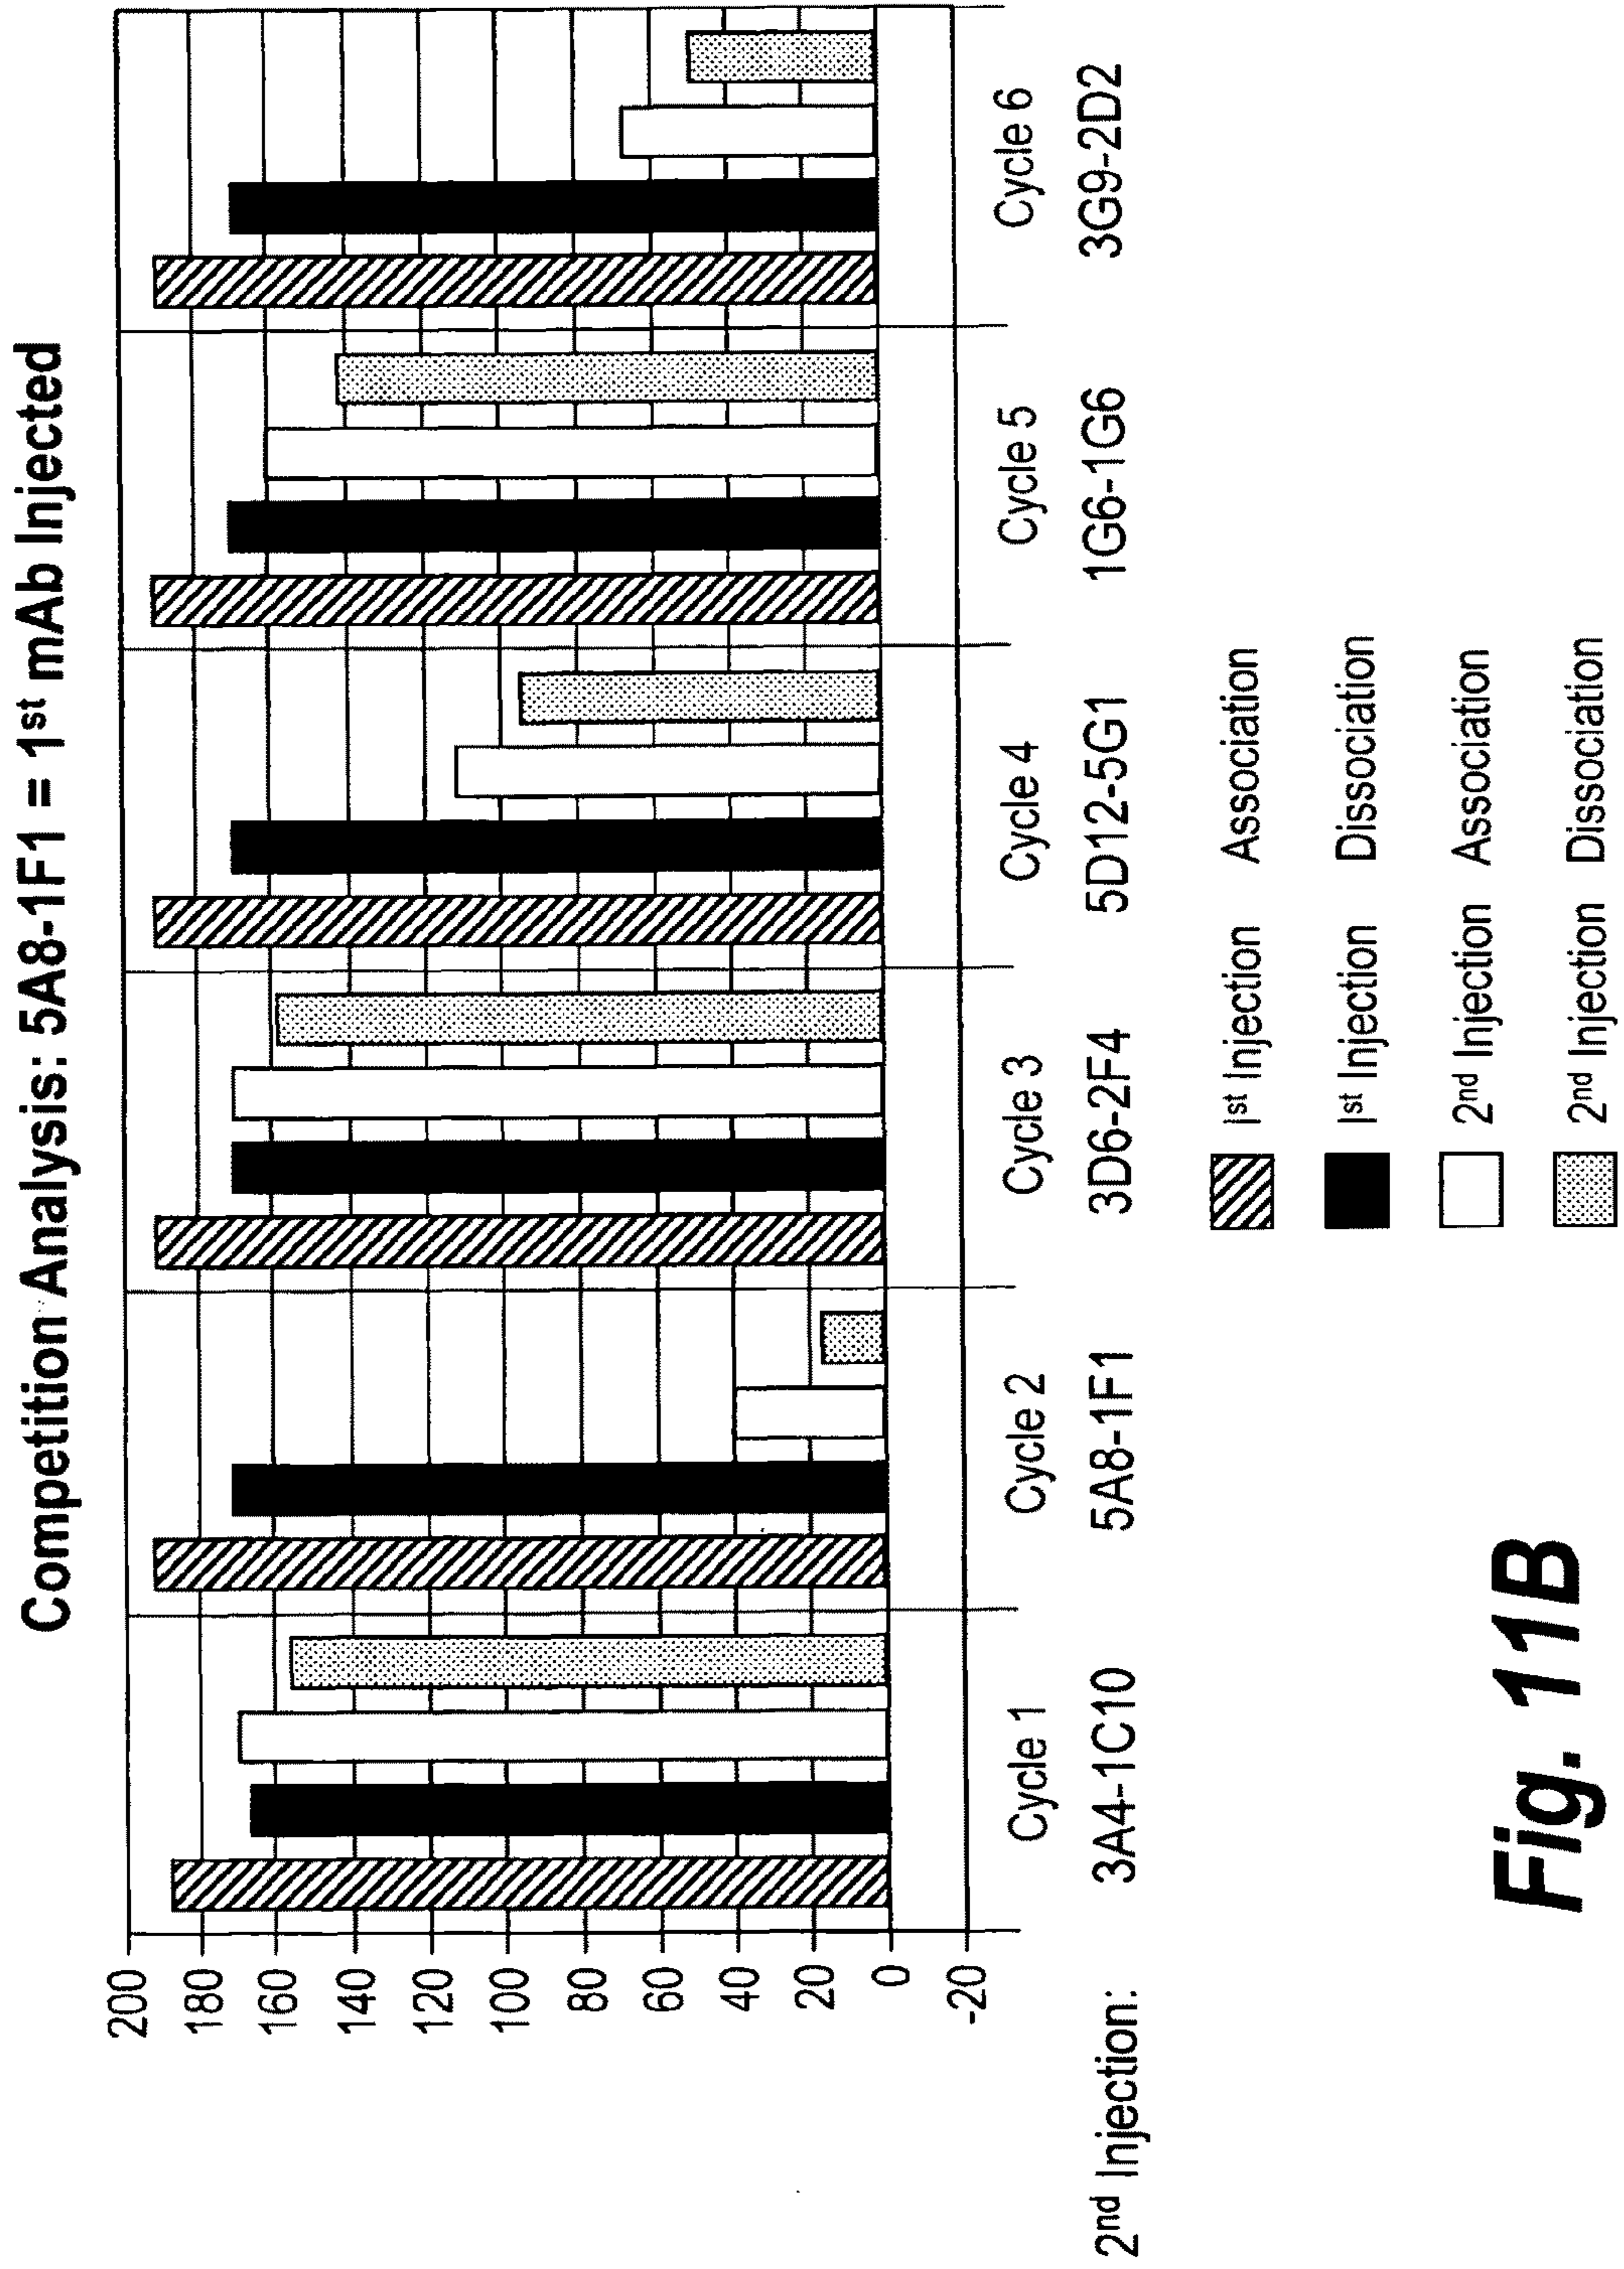 Competition Analysis: 5A8-1F1 = 1st mAb Injected
200
180
160
140
120
100
80
60
40
20
0
-20
Cycle 1 Cycle 2 Cycle 3 Cycle 4 Cycle 5 Cycle 6
2nd Injection: 3A4-1C10 5A8-1F1 3D6-2F4 5D12-5G1 1G6-1G6 3G9-2D2
1st Injection Association
1st Injection Dissociation
2nd Injection Association
2nd Injection Dissociation
Fig. 11B